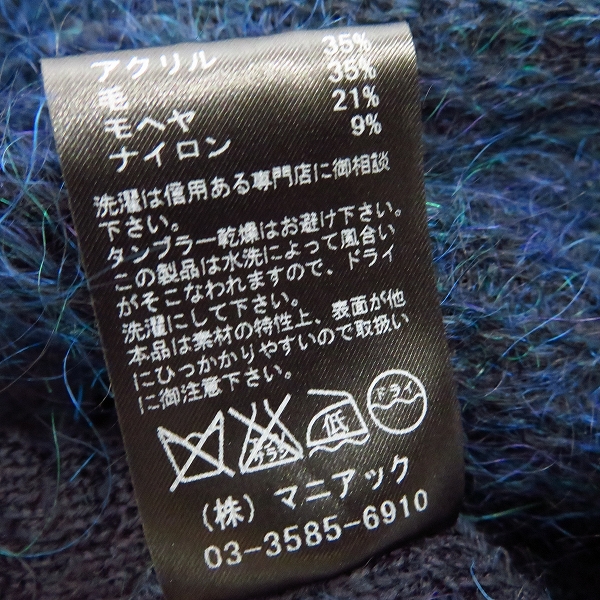 アクリル 35%
毛 35%
モヘヤ 21%
ナイロン 9%
洗濯は信用ある専門店に御相談
下さい。
タンブラー乾燥はお避け下さい。
この製品は水洗によって風合い
がそこなわれますので、ドライ
洗濯にして下さい。
本品は素材の特性上、表面が他
にひっかかりやすいので取扱い
に御注意下さい。
エンソ サラシ 低 ドライ
(株) マニアック
03-3585-6910